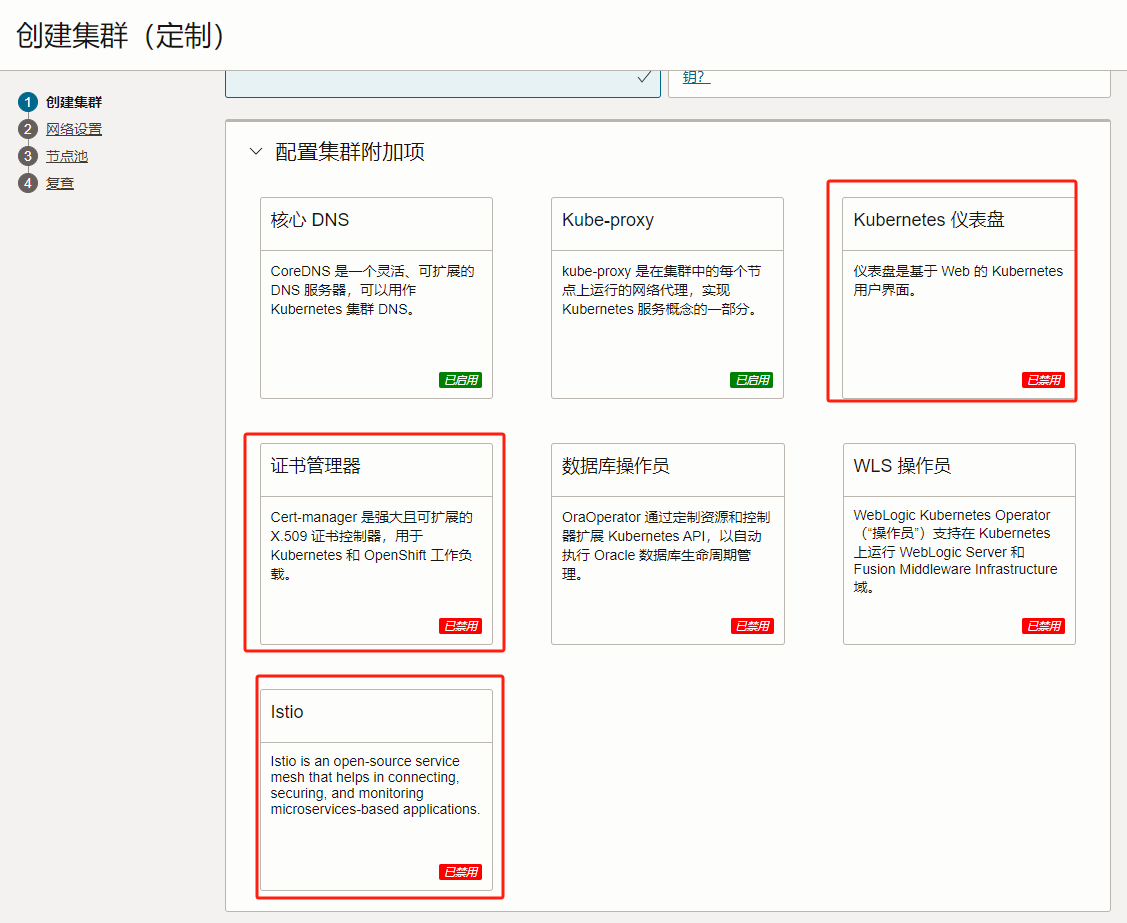 创建集群（定制）
1 创建集群
2 网络设置
3 节点池
4 复查
钥？
配置集群附加项
核心 DNS
CoreDNS 是一个灵活、可扩展的
DNS 服务器，可以用作
Kubernetes 集群 DNS。
已启用
Kube-proxy
kube-proxy 是在集群中的每个节
点上运行的网络代理，实现
Kubernetes 服务概念的一部分。
已启用
Kubernetes 仪表盘
仪表盘是基于 Web 的 Kubernetes
用户界面。
已禁用
证书管理器
Cert-manager 是强大且可扩展的
X.509 证书控制器，用于
Kubernetes 和 OpenShift 工作负
载。
已禁用
数据库操作员
OraOperator 通过定制资源和控制
器扩展 Kubernetes API，以自动
执行 Oracle 数据库生命周期管
理。
已禁用
WLS 操作员
WebLogic Kubernetes Operator
（“操作员”）支持在 Kubernetes
上运行 WebLogic Server 和
Fusion Middleware Infrastructure
域。
已禁用
Istio
Istio is an open-source service
mesh that helps in connecting,
securing, and monitoring
microservices-based applications.
已禁用